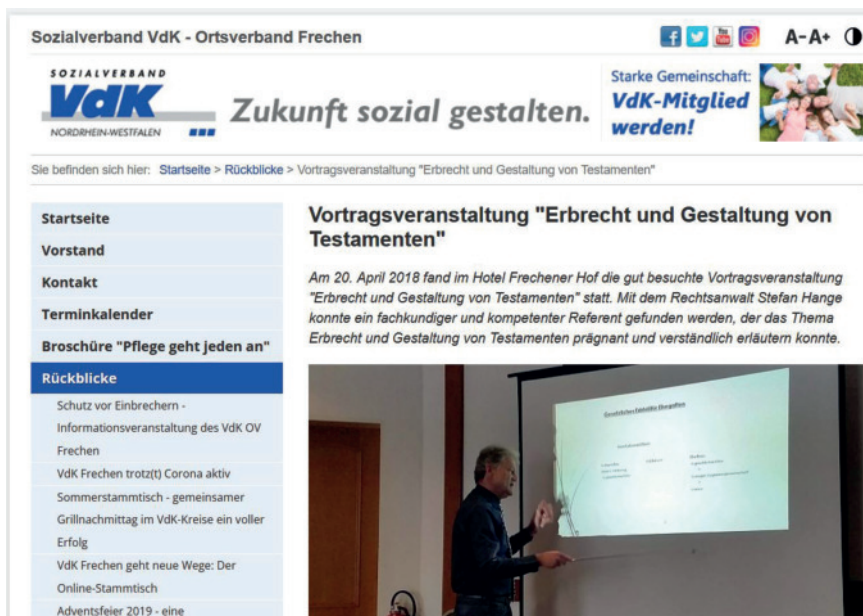 Sozialverband VdK - Ortsverband Frechen
A- A+
SOZIALVERBAND
VdK
NORDRHEIN-WESTFALEN
Zukunft sozial gestalten.
Starke Gemeinschaft:
VdK-Mitglied
werden!
Sie befinden sich hier: Startseite > Rückblicke > Vortragsveranstaltung "Erbrecht und Gestaltung von Testamenten"
Startseite
Vorstand
Kontakt
Terminkalender
Broschüre "Pflege geht jeden an"
Rückblicke
Schutz vor Einbrechern -
Informationsveranstaltung des VdK OV
Frechen
VdK Frechen trotz(t) Corona aktiv
Sommerstammtisch - gemeinsamer
Grillnachmittag im VdK-Kreise ein voller
Erfolg
VdK Frechen geht neue Wege: Der
Online-Stammtisch
Adventsfeier 2019 - eine
Vortragsveranstaltung "Erbrecht und Gestaltung von
Testamenten"
Am 20. April 2018 fand im Hotel Frechener Hof die gut besuchte Vortragsveranstaltung
"Erbrecht und Gestaltung von Testamenten" statt. Mit dem Rechtsanwalt Stefan Hange
konnte ein fachkundiger und kompetenter Referent gefunden werden, der das Thema
Erbrecht und Gestaltung von Testamenten prägnant und verständlich erläutern konnte.